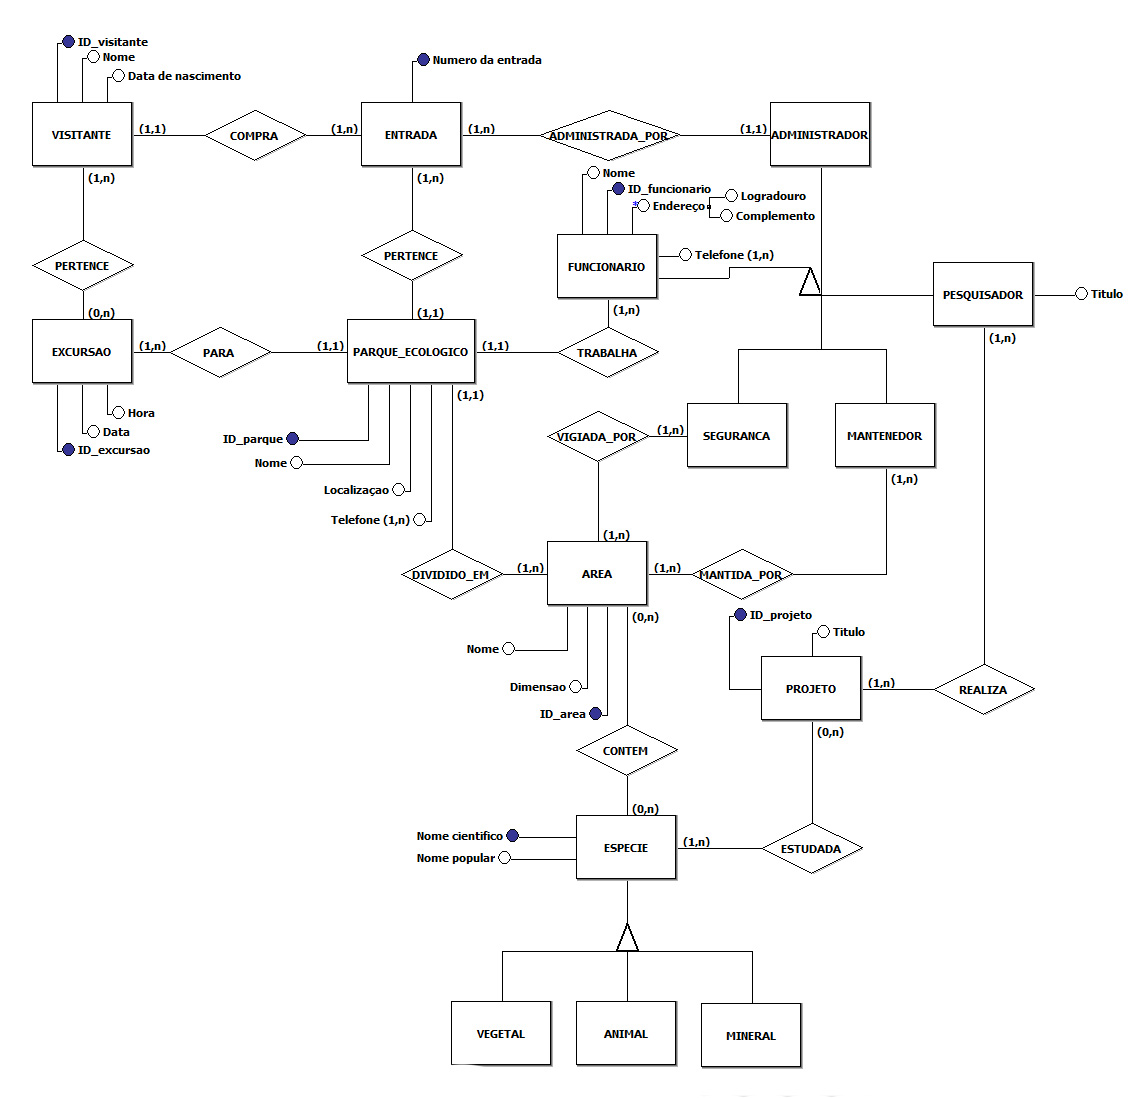 ID_visitante
Nome
Numero da entrada
Data de nascimento
VISITANTE
(1,1)
COMPRA
(1,n)
ENTRADA
(1,n)
ADMINISTRADA_POR
(1,1)
ADMINISTRADOR
(1,n)
(1,n)
Nome
ID_funcionario
Logradouro
* Endereço
Complemento
PERTENCE
PERTENCE
FUNCIONARIO
Telefone (1,n)
PESQUISADOR
Titulo
(0,n)
(1,1)
(1,n)
(1,n)
EXCURSAO
(1,n)
PARA
(1,1)
PARQUE_ECOLOGICO
(1,1)
TRABALHA
(1,1)
Hora
Data
ID_excursao
ID_parque
Nome
Localizaçao
Telefone (1,n)
VIGIADA_POR
(1,n)
SEGURANCA
MANTENEDOR
(1,n)
(1,n)
DIVIDIDO_EM
(1,n)
AREA
(1,n)
MANTIDA_POR
(0,n)
ID_projeto
Titulo
Nome
Dimensao
ID_area
PROJETO
(1,n)
REALIZA
(0,n)
CONTEM
(0,n)
Nome cientifico
Nome popular
ESPECIE
(1,n)
ESTUDADA
VEGETAL
ANIMAL
MINERAL